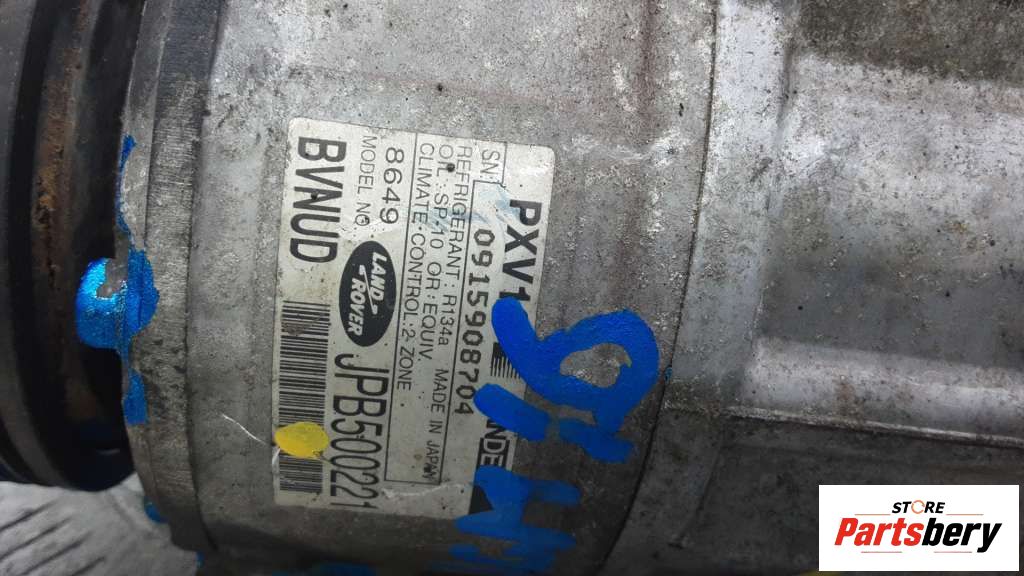 PXV1
SANDEN
SN. 0915908704
REFRIGERANT : R134a
OIL : SP-10 OR EQUIV. MADE IN JAPAN
CLIMATE CONTROL : 2 ZONE
8649
MODEL NO.
LAND
ROVER
BVAUD JPB500221
STORE
Partsbery